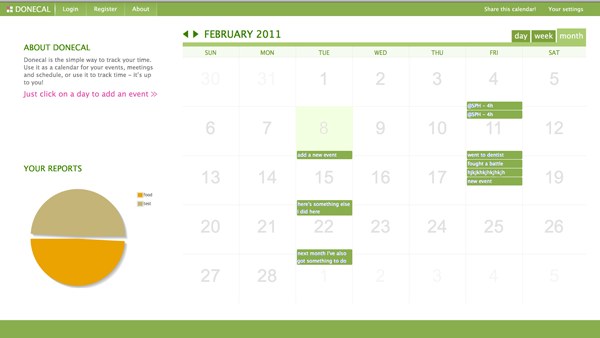 DONECAL Login Register About Share this calendar! Your settings
ABOUT DONECAL
Donecal is the simple way to track your time.
Use it as a calendar for your events, meetings
and schedule, or use it to track time - it's up
to you!
Just click on a day to add an event >>
YOUR REPORTS
food
FEBRUARY 2011
day week month
SUN MON TUE WED THU FRI SAT
30 31 1 2 3 4 5
@SPH - 4h
@SPH - 4h
6 7 8 9 10 11 12
add a new event
went to dentist
fought a battle
hjkjkhkjhkjkjh
new event
13 14 15 16 17 18 19
here's something else
I did here
20 21 22 23 24 25 26
next month I've also
got something to do
27 28 1 2 3 4 5